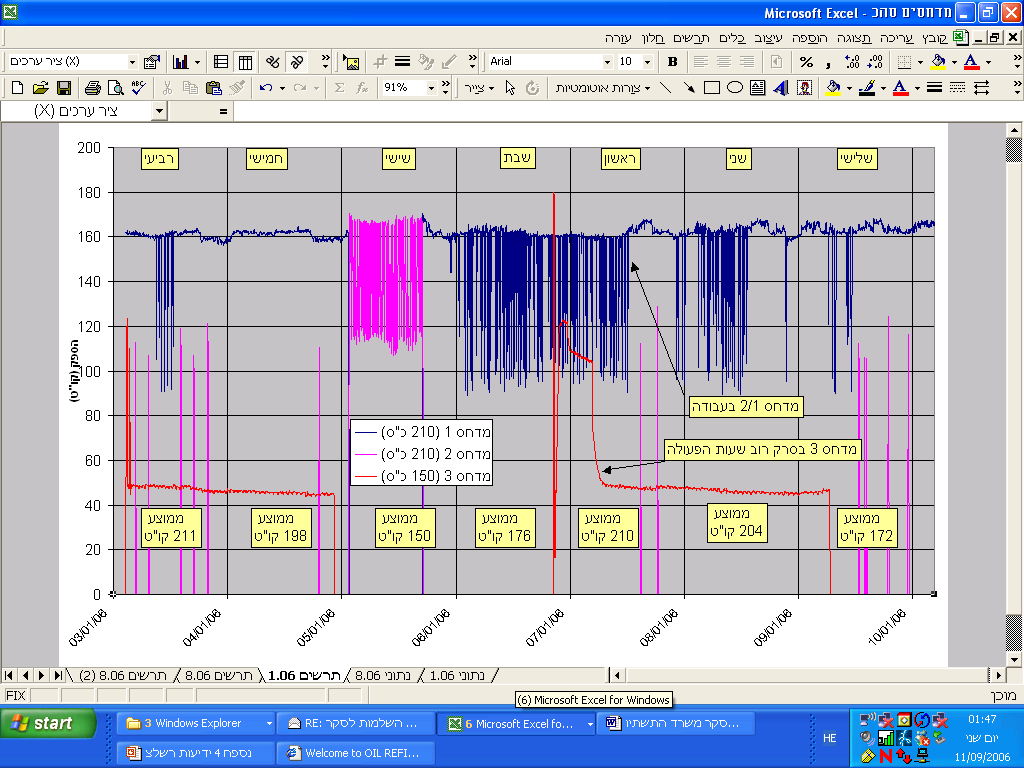 Microsoft Excel - מדחסים סהכ
קובץ עריכה תצוגה הוספה עיצוב כלים תרשים חלון עזרה
ציר ערכים (X)
Arial 10 B % ,
91% ציור צורות אוטומטיות
ציר ערכים (X) =
רביעי חמישי שישי שבת ראשון שני שלישי
200
180
160
140
120
100
80
60
40
20
0
הספק (קו"ט)
מדחס 2/1 בעבודה
מדחס 3 בסרק רוב שעות הפעולה
מדחס 1 (210 כ"ס)
מדחס 2 (210 כ"ס)
מדחס 3 (150 כ"ס)
ממוצע
211 קו"ט
ממוצע
198 קו"ט
ממוצע
150 קו"ט
ממוצע
176 קו"ט
ממוצע
210 קו"ט
ממוצע
204 קו"ט
ממוצע
172 קו"ט
03/01/06 04/01/06 05/01/06 06/01/06 07/01/06 08/01/06 09/01/06 10/01/06
תרשים 8.06 (2) תרשים 8.06 תרשים 1.06 נתוני 8.06 נתוני 1.06
FIX מוכן
(6) Microsoft Excel for Windows
start
3 Windows Explorer
RE: השלמות לסקר ...
6 Microsoft Excel fo...
סקר משרד התשתיו...
נספח 4 ידיעות רשלצ
Welcome to OIL REFI...
HE
01:47
יום שני
11/09/2006